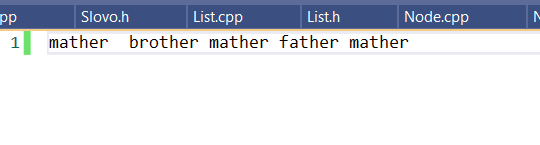 pp Slovo.h List.cpp List.h Node.cpp
1 mather  brother mather father mather